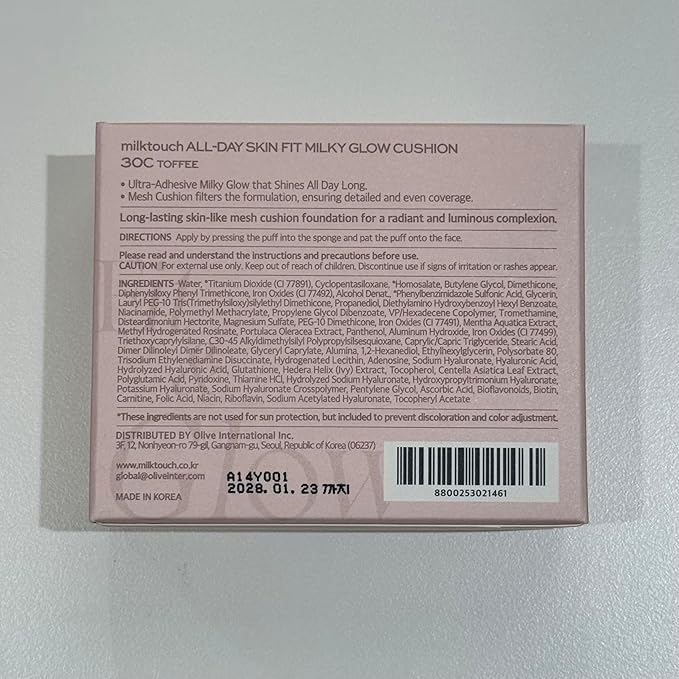 milktouch ALL-DAY SKIN FIT MILKY GLOW CUSHION
30C TOFFEE
• Ultra-Adhesive Milky Glow that Shines All Day Long.
• Mesh Cushion filters the formulation, ensuring detailed and even coverage.
Long-lasting skin-like mesh cushion foundation for a radiant and luminous complexion.
DIRECTIONS Apply by pressing the puff into the sponge and pat the puff onto the face.
Please read and understand the instructions and precautions before use.
CAUTION For external use only. Keep out of reach of children. Discontinue use if signs of irritation or rashes appear.
INGREDIENTS Water, *Titanium Dioxide (CI 77891), Cyclopentasiloxane, *Homosalate, Butylene Glycol, Dimethicone,
Diphenylsiloxy Phenyl Trimethicone, Iron Oxides (CI 77492), Alcohol Denat., *Phenylbenzimidazole Sulfonic Acid, Glycerin,
Lauryl PEG-10 Tris(Trimethylsiloxy)silylethyl Dimethicone, Propanediol, Diethylamino Hydroxybenzoyl Hexyl Benzoate,
Niacinamide, Polymethyl Methacrylate, Propylene Glycol Dibenzoate, VP/Hexadecene Copolymer, Tromethamine,
Disteardimonium Hectorite, Magnesium Sulfate, PEG-10 Dimethicone, Iron Oxides (CI 77491), Mentha Aquatica Extract,
Methyl Hydrogenated Rosinate, Portulaca Oleracea Extract, Panthenol, Aluminum Hydroxide, Iron Oxides (CI 77499),
Triethoxycaprylylsilane, C30-45 Alkyldimethylsilyl Polypropylsilsesquioxane, Caprylic/Capric Triglyceride, Stearic Acid,
Dimer Dilinoleyl Dimer Dilinoleate, Glyceryl Caprylate, Alumina, 1,2-Hexanediol, Ethylhexylglycerin, Polysorbate 80,
Trisodium Ethylenediamine Disuccinate, Hydrogenated Lecithin, Adenosine, Sodium Hyaluronate, Hyaluronic Acid,
Hydrolyzed Hyaluronic Acid, Glutathione, Hedera Helix (Ivy) Extract, Tocopherol, Centella Asiatica Leaf Extract,
Polyglutamic Acid, Pyridoxine, Thiamine HCl, Hydrolyzed Sodium Hyaluronate, Hydroxypropyltrimonium Hyaluronate,
Potassium Hyaluronate, Sodium Hyaluronate Crosspolymer, Pentylene Glycol, Ascorbic Acid, Bioflavonoids, Biotin,
Carnitine, Folic Acid, Niacin, Riboflavin, Sodium Acetylated Hyaluronate, Tocopheryl Acetate
*These ingredients are not used for sun protection, but included to prevent discoloration and color adjustment.
DISTRIBUTED BY Olive International Inc.
3F, 12, Nonhyeon-ro 79-gil, Gangnam-gu, Seoul, Republic of Korea (06237)
www.milktouch.co.kr
global@oliveinter.com
MADE IN KOREA
A14Y001
2028. 01. 23 까지
8800253021461
Glow